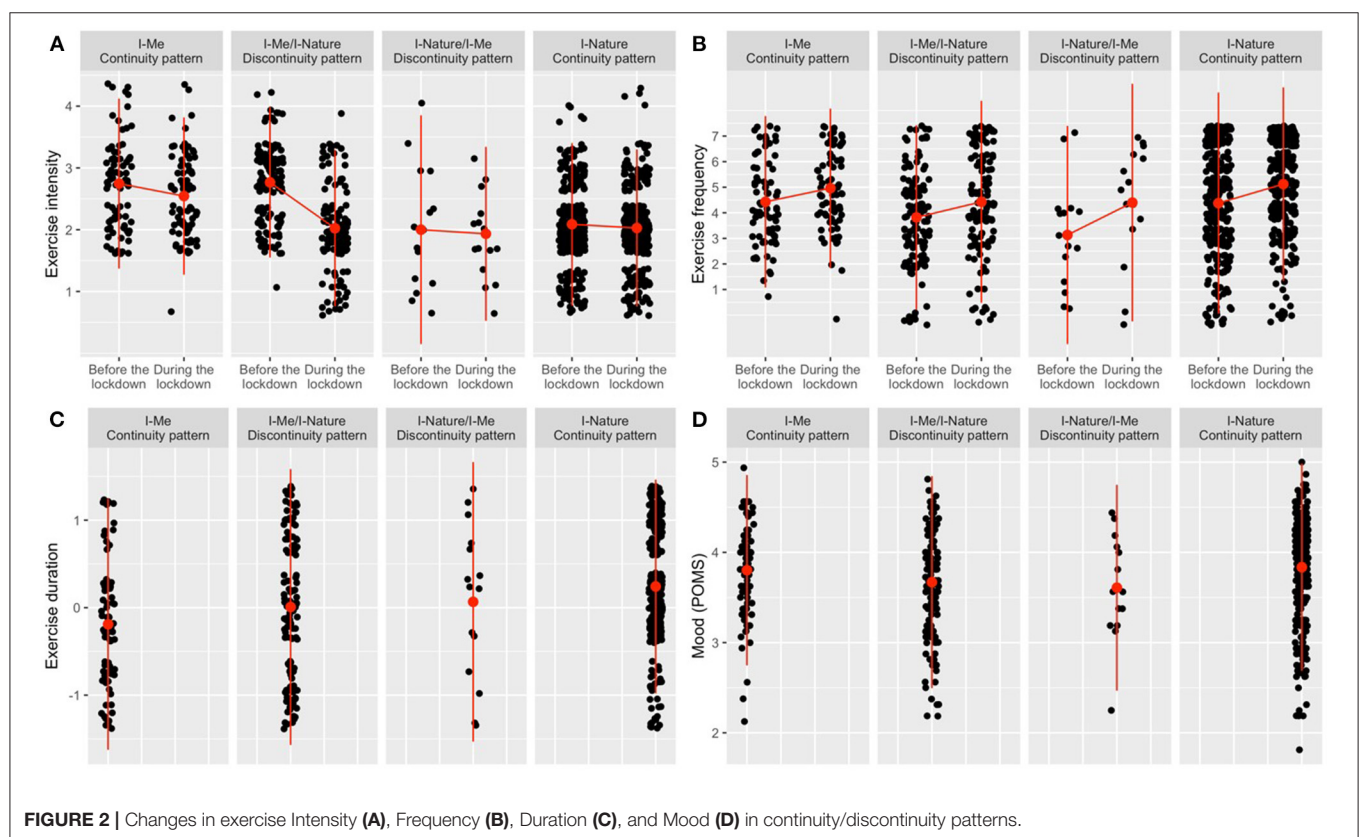 A
I-Me
Continuity pattern
I-Me/I-Nature
Discontinuity pattern
I-Nature/I-Me
Discontinuity pattern
I-Nature
Continuity pattern
Exercise intensity
4
3
2
1
Before the
lockdown
During the
lockdown
Before the
lockdown
During the
lockdown
Before the
lockdown
During the
lockdown
Before the
lockdown
During the
lockdown
B
I-Me
Continuity pattern
I-Me/I-Nature
Discontinuity pattern
I-Nature/I-Me
Discontinuity pattern
I-Nature
Continuity pattern
Exercise frequency
7
6
5
4
3
2
1
Before the
lockdown
During the
lockdown
Before the
lockdown
During the
lockdown
Before the
lockdown
During the
lockdown
Before the
lockdown
During the
lockdown
C
I-Me
Continuity pattern
I-Me/I-Nature
Discontinuity pattern
I-Nature/I-Me
Discontinuity pattern
I-Nature
Continuity pattern
Exercise duration
1
0
-1
D
I-Me
Continuity pattern
I-Me/I-Nature
Discontinuity pattern
I-Nature/I-Me
Discontinuity pattern
I-Nature
Continuity pattern
Mood (POMS)
5
4
3
2
FIGURE 2 | Changes in exercise Intensity (A), Frequency (B), Duration (C), and Mood (D) in continuity/discontinuity patterns.